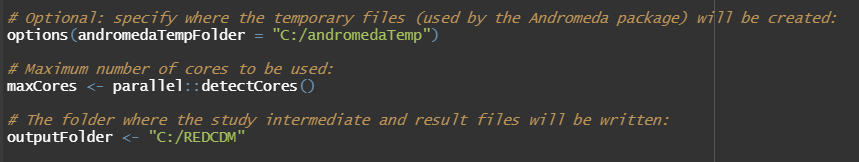 # Optional: specify where the temporary files (used by the Andromeda package) will be created:
options(andromedaTempFolder = "C:/andromedaTemp")
# Maximum number of cores to be used:
maxCores <- parallel::detectCores()
# The folder where the study intermediate and result files will be written:
outputFolder <- "C:/REDCDM"